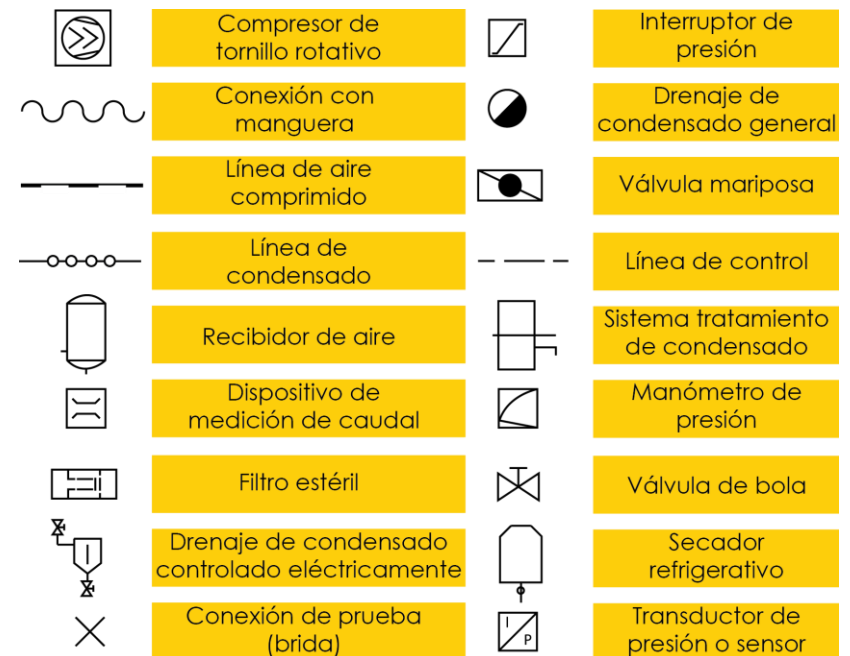 Compresor de
tornillo rotativo
Interruptor de
presión
Conexión con
manguera
Drenaje de
condensado general
Línea de aire
comprimido
Válvula mariposa
Línea de
condensado
Línea de control
Recibidor de aire
Sistema tratamiento
de condensado
Dispositivo de
medición de caudal
Manómetro de
presión
Filtro estéril
Válvula de bola
Drenaje de condensado
controlado eléctricamente
Secador
refrigerativo
Conexión de prueba
(brida)
I
P
Transductor de
presión o sensor